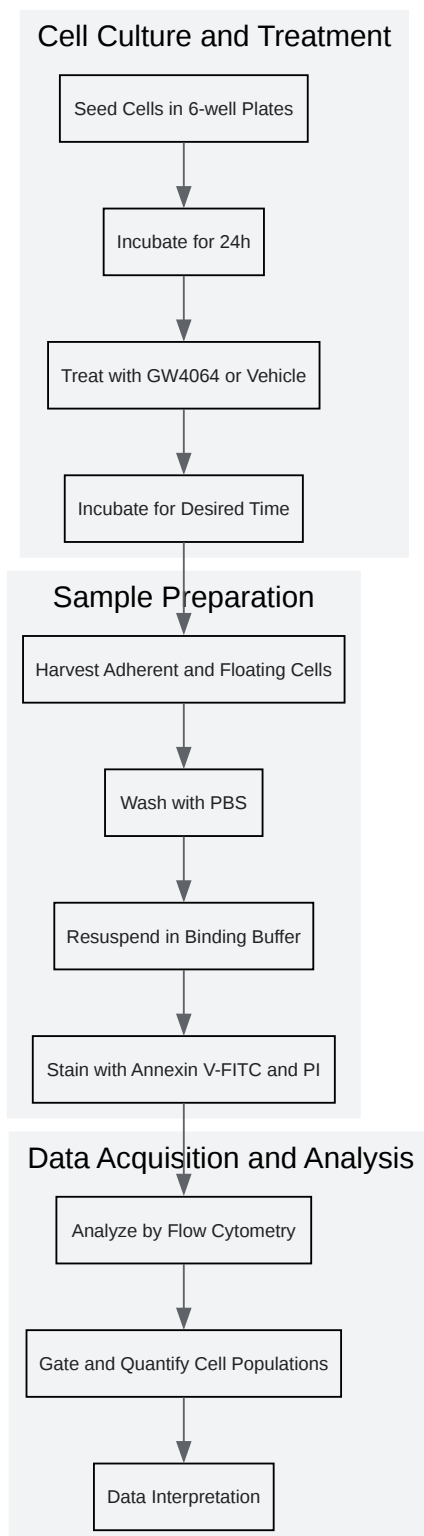 Cell Culture and Treatment
Seed Cells in 6-well Plates
Incubate for 24h
Treat with GW4064 or Vehicle
Incubate for Desired Time
Sample Preparation
Harvest Adherent and Floating Cells
Wash with PBS
Resuspend in Binding Buffer
Stain with Annexin V-FITC and PI
Data Acquisition and Analysis
Analyze by Flow Cytometry
Gate and Quantify Cell Populations
Data Interpretation